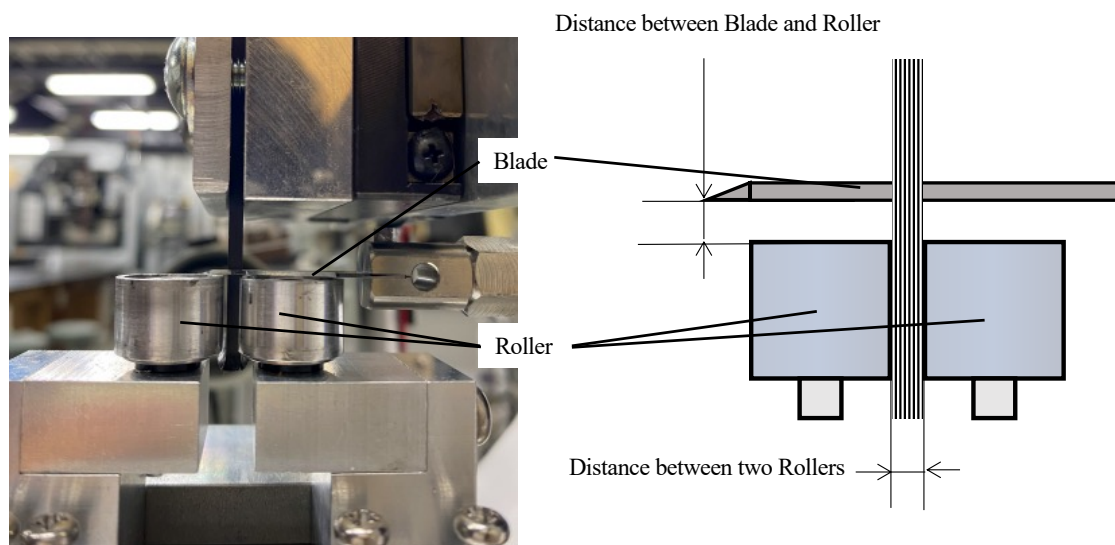 Distance between Blade and Roller
Blade
Roller
Distance between two Rollers